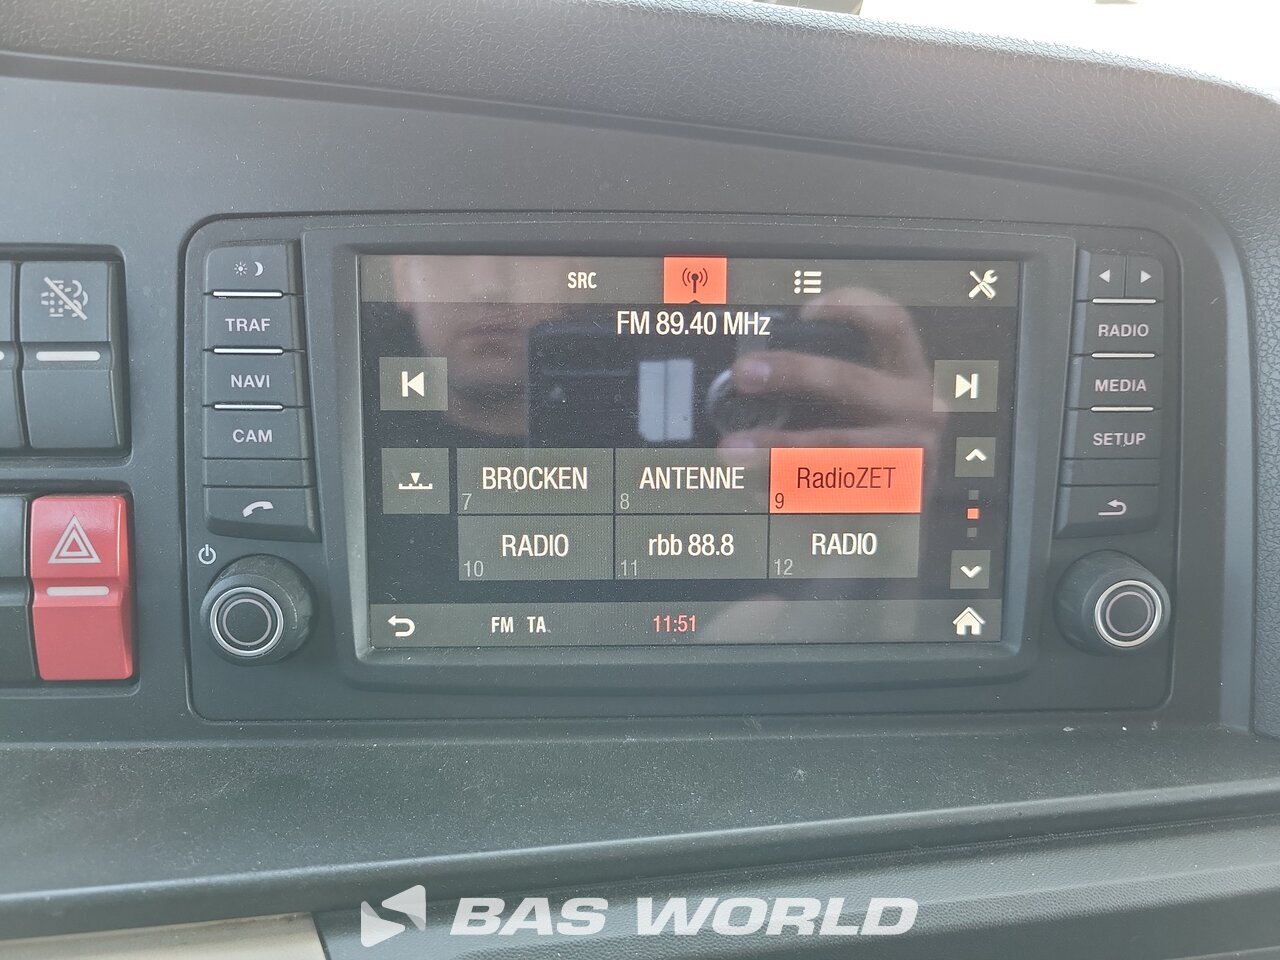 SRC
FM 89.40 MHz
TRAF
NAVI
CAM
RADIO
MEDIA
SETUP
BROCKEN
7
ANTENNE
8
RadioZET
9
RADIO
10
rbb 88.8
11
RADIO
12
FM TA
11:51
BAS WORLD